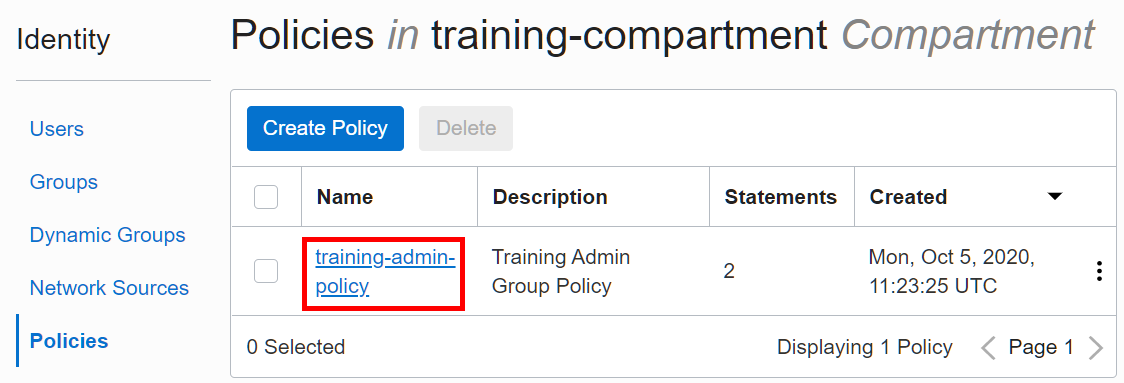 Identity
Users
Groups
Dynamic Groups
Network Sources
Policies
Policies in training-compartment Compartment
Create Policy Delete
Name Description Statements Created
training-admin-
policy
Training Admin
Group Policy
2
Mon, Oct 5, 2020,
11:23:25 UTC
0 Selected Displaying 1 Policy Page 1